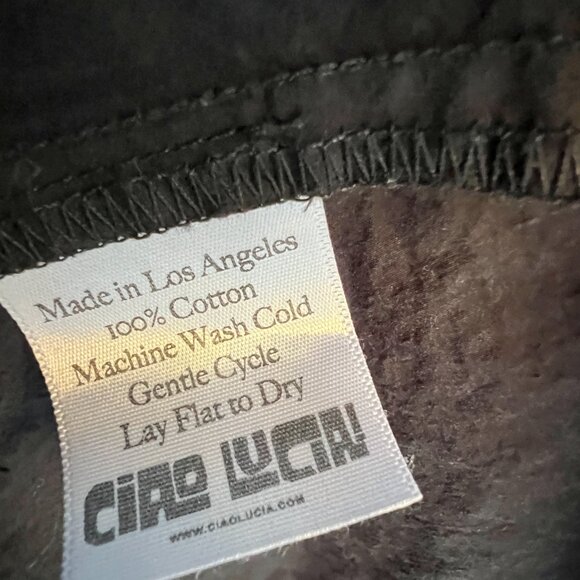 Made in Los Angeles
100% Cotton
Machine Wash Cold
Gentle Cycle
Lay Flat to Dry
CIAO LUCIA!
WWW.CIAOLUCIA.COM